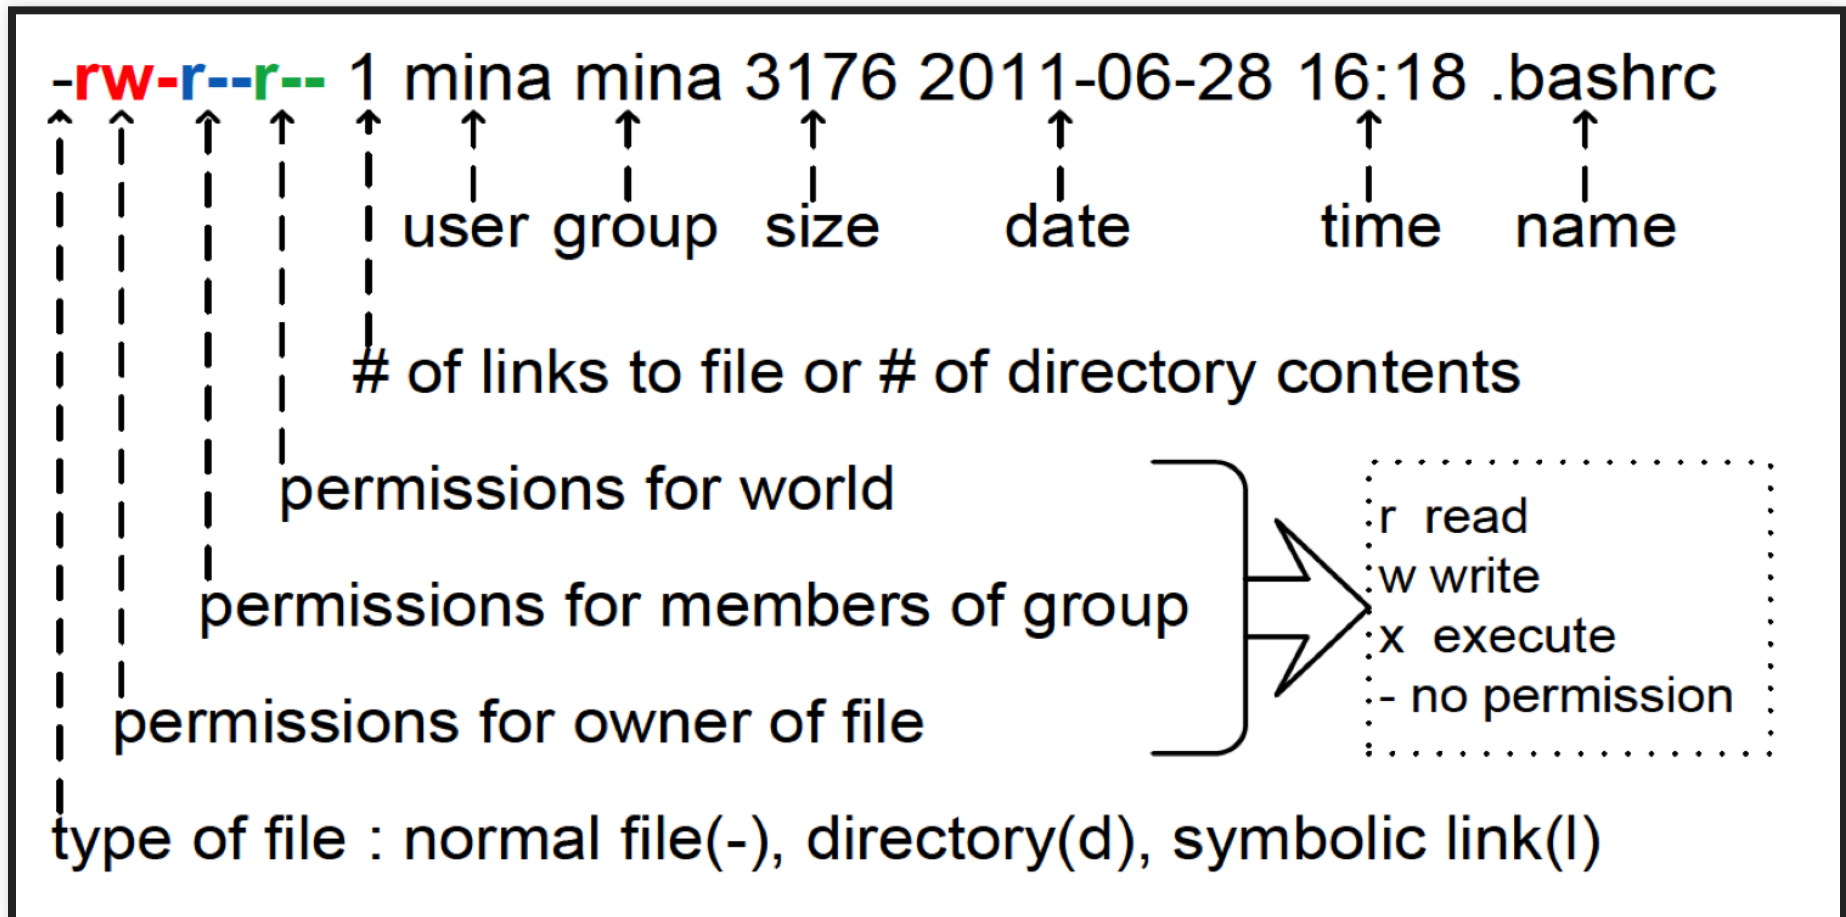 -rw-r--r-- 1 mina mina 3176 2011-06-28 16:18 .bashrc
user group size date time name
# of links to file or # of directory contents
permissions for world
permissions for members of group
permissions for owner of file
r read
w write
x execute
- no permission
type of file : normal file(-), directory(d), symbolic link(l)